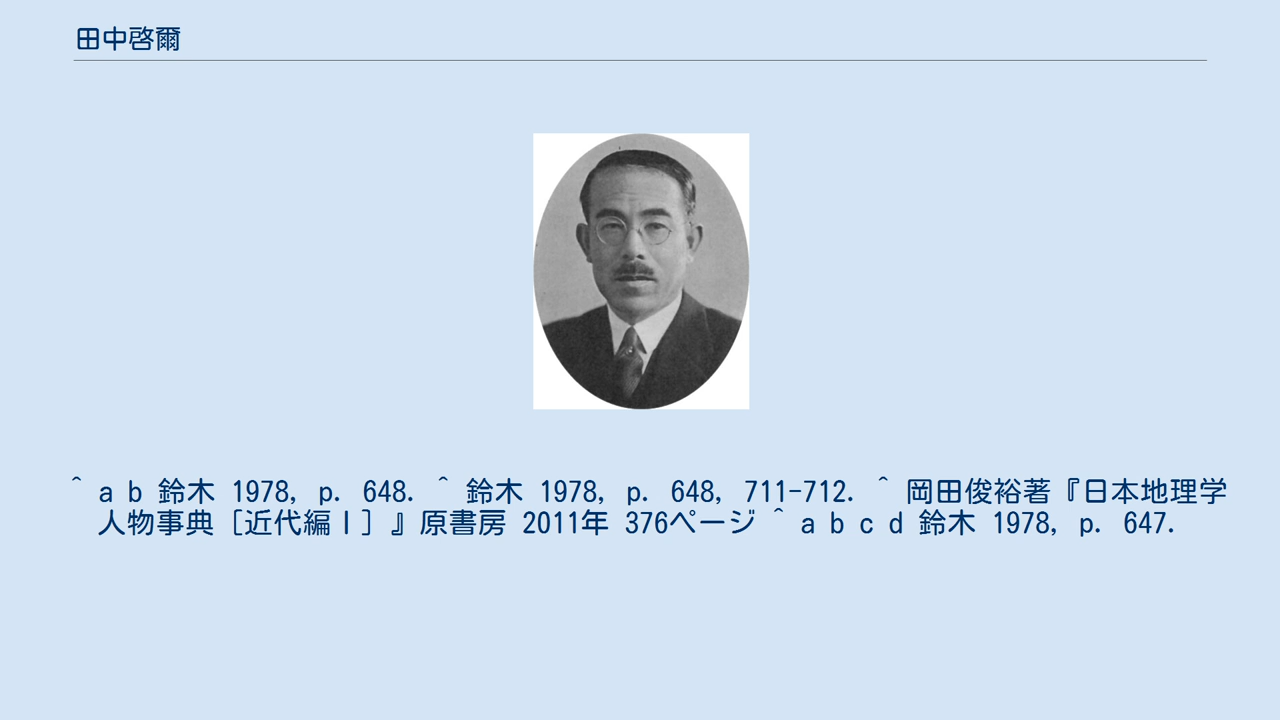 田中啓爾
^ a b 鈴木 1978, p. 648. ^ 鈴木 1978, p. 648, 711-712. ^ 岡田俊裕著『日本地理学
人物事典［近代編Ⅰ］』原書房 2011年 376ページ ^ a b c d 鈴木 1978, p. 647.